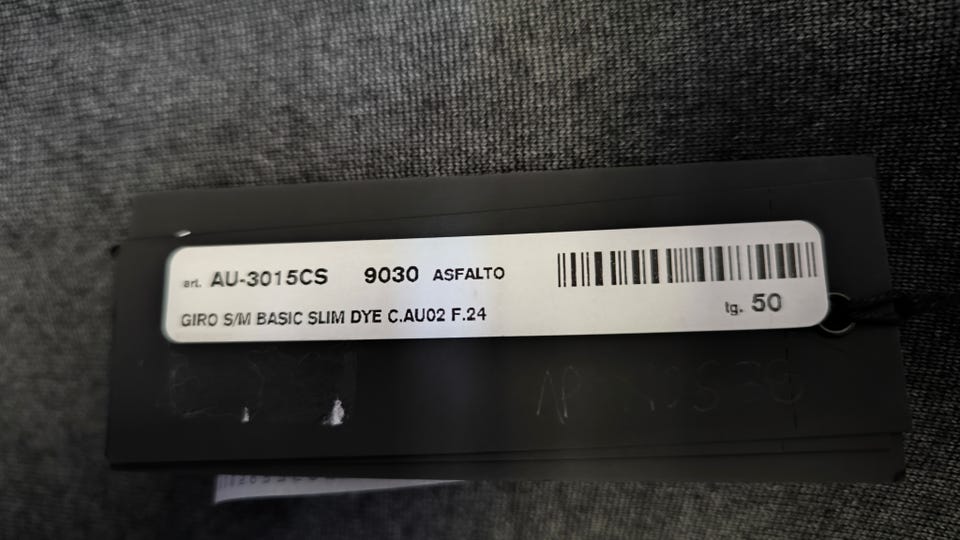 art. AU-3015CS 9030 ASFALTO
GIRO S/M BASIC SLIM DYE C.AU02 F.24
tg. 50